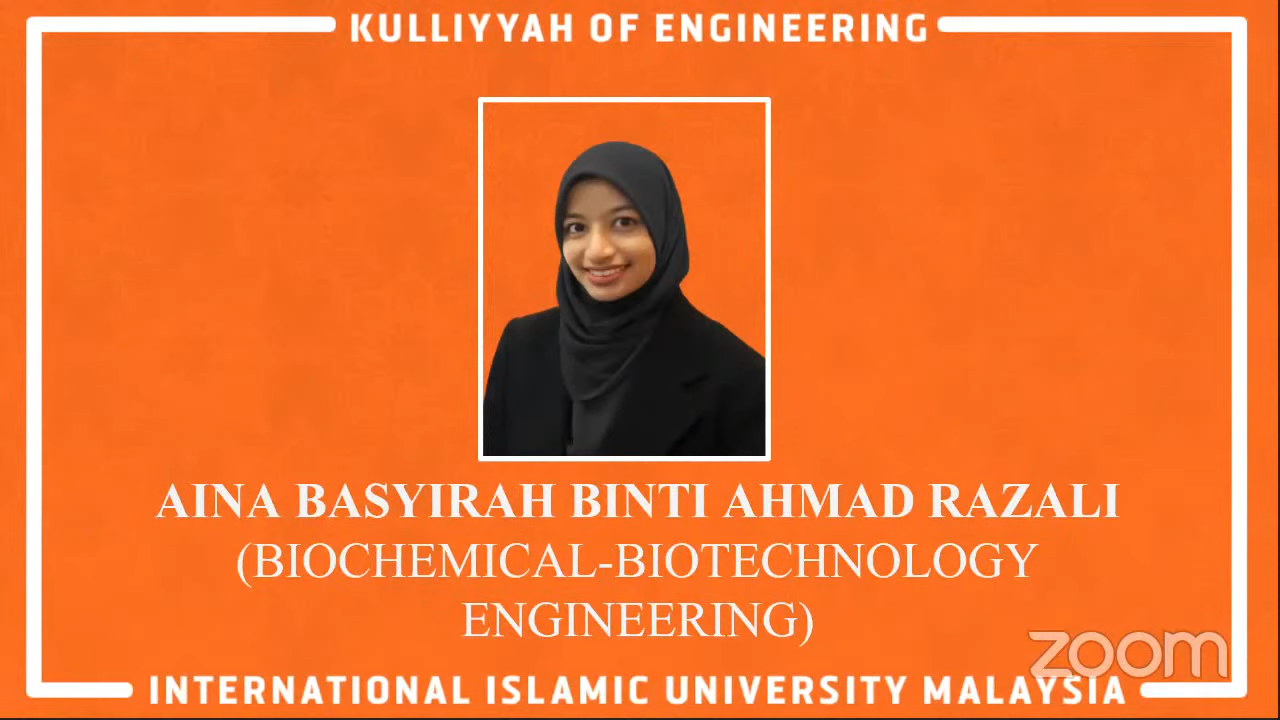 KULLIYYAH OF ENGINEERING
AINA BASYIRAH BINTI AHMAD RAZALI
(BIOCHEMICAL-BIOTECHNOLOGY
ENGINEERING)
zoom
INTERNATIONAL ISLAMIC UNIVERSITY MALAYSIA